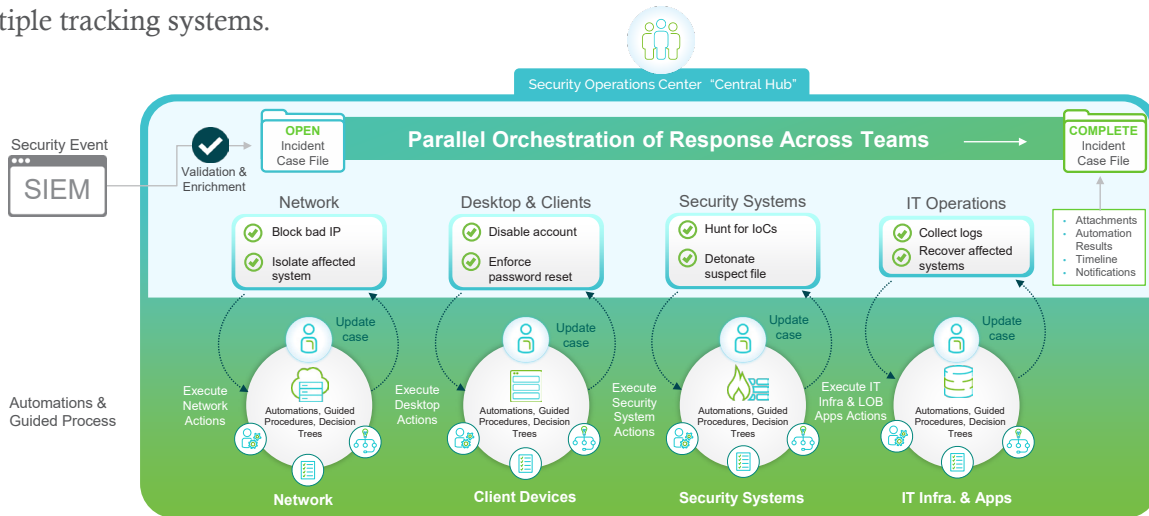 tiple tracking systems.
Security Operations Center “Central Hub”
Security Event
SIEM
Validation &
Enrichment
OPEN
Incident
Case File
Parallel Orchestration of Response Across Teams
COMPLETE
Incident
Case File
Attachments
Automation
Results
Timeline
Notifications
Network
Block bad IP
Isolate affected
system
Desktop & Clients
Disable account
Enforce
password reset
Security Systems
Hunt for IoCs
Detonate
suspect file
IT Operations
Collect logs
Recover affected
systems
Automations &
Guided Process
Execute
Network
Actions
Update
case
Automations, Guided
Procedures, Decision
Trees
Network
Execute
Desktop
Actions
Update
case
Automations, Guided
Procedures, Decision
Trees
Client Devices
Execute
Security
System
Actions
Update
case
Automations, Guided
Procedures, Decision
Trees
Security Systems
Execute IT
Infra & LOB
Apps Actions
Update
case
Automations, Guided
Procedures, Decision
Trees
IT Infra. & Apps